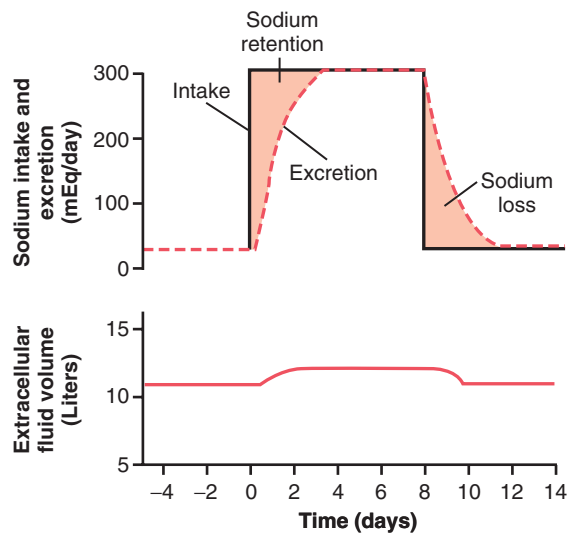 Sodium
retention
Sodium intake and
excretion
(mEq/day)
300
200
100
0
Intake
Excretion
Sodium
loss
Extracellular
fluid volume
(Liters)
15
10
5
−4 −2 0 2 4 6 8 10 12 14
Time (days)